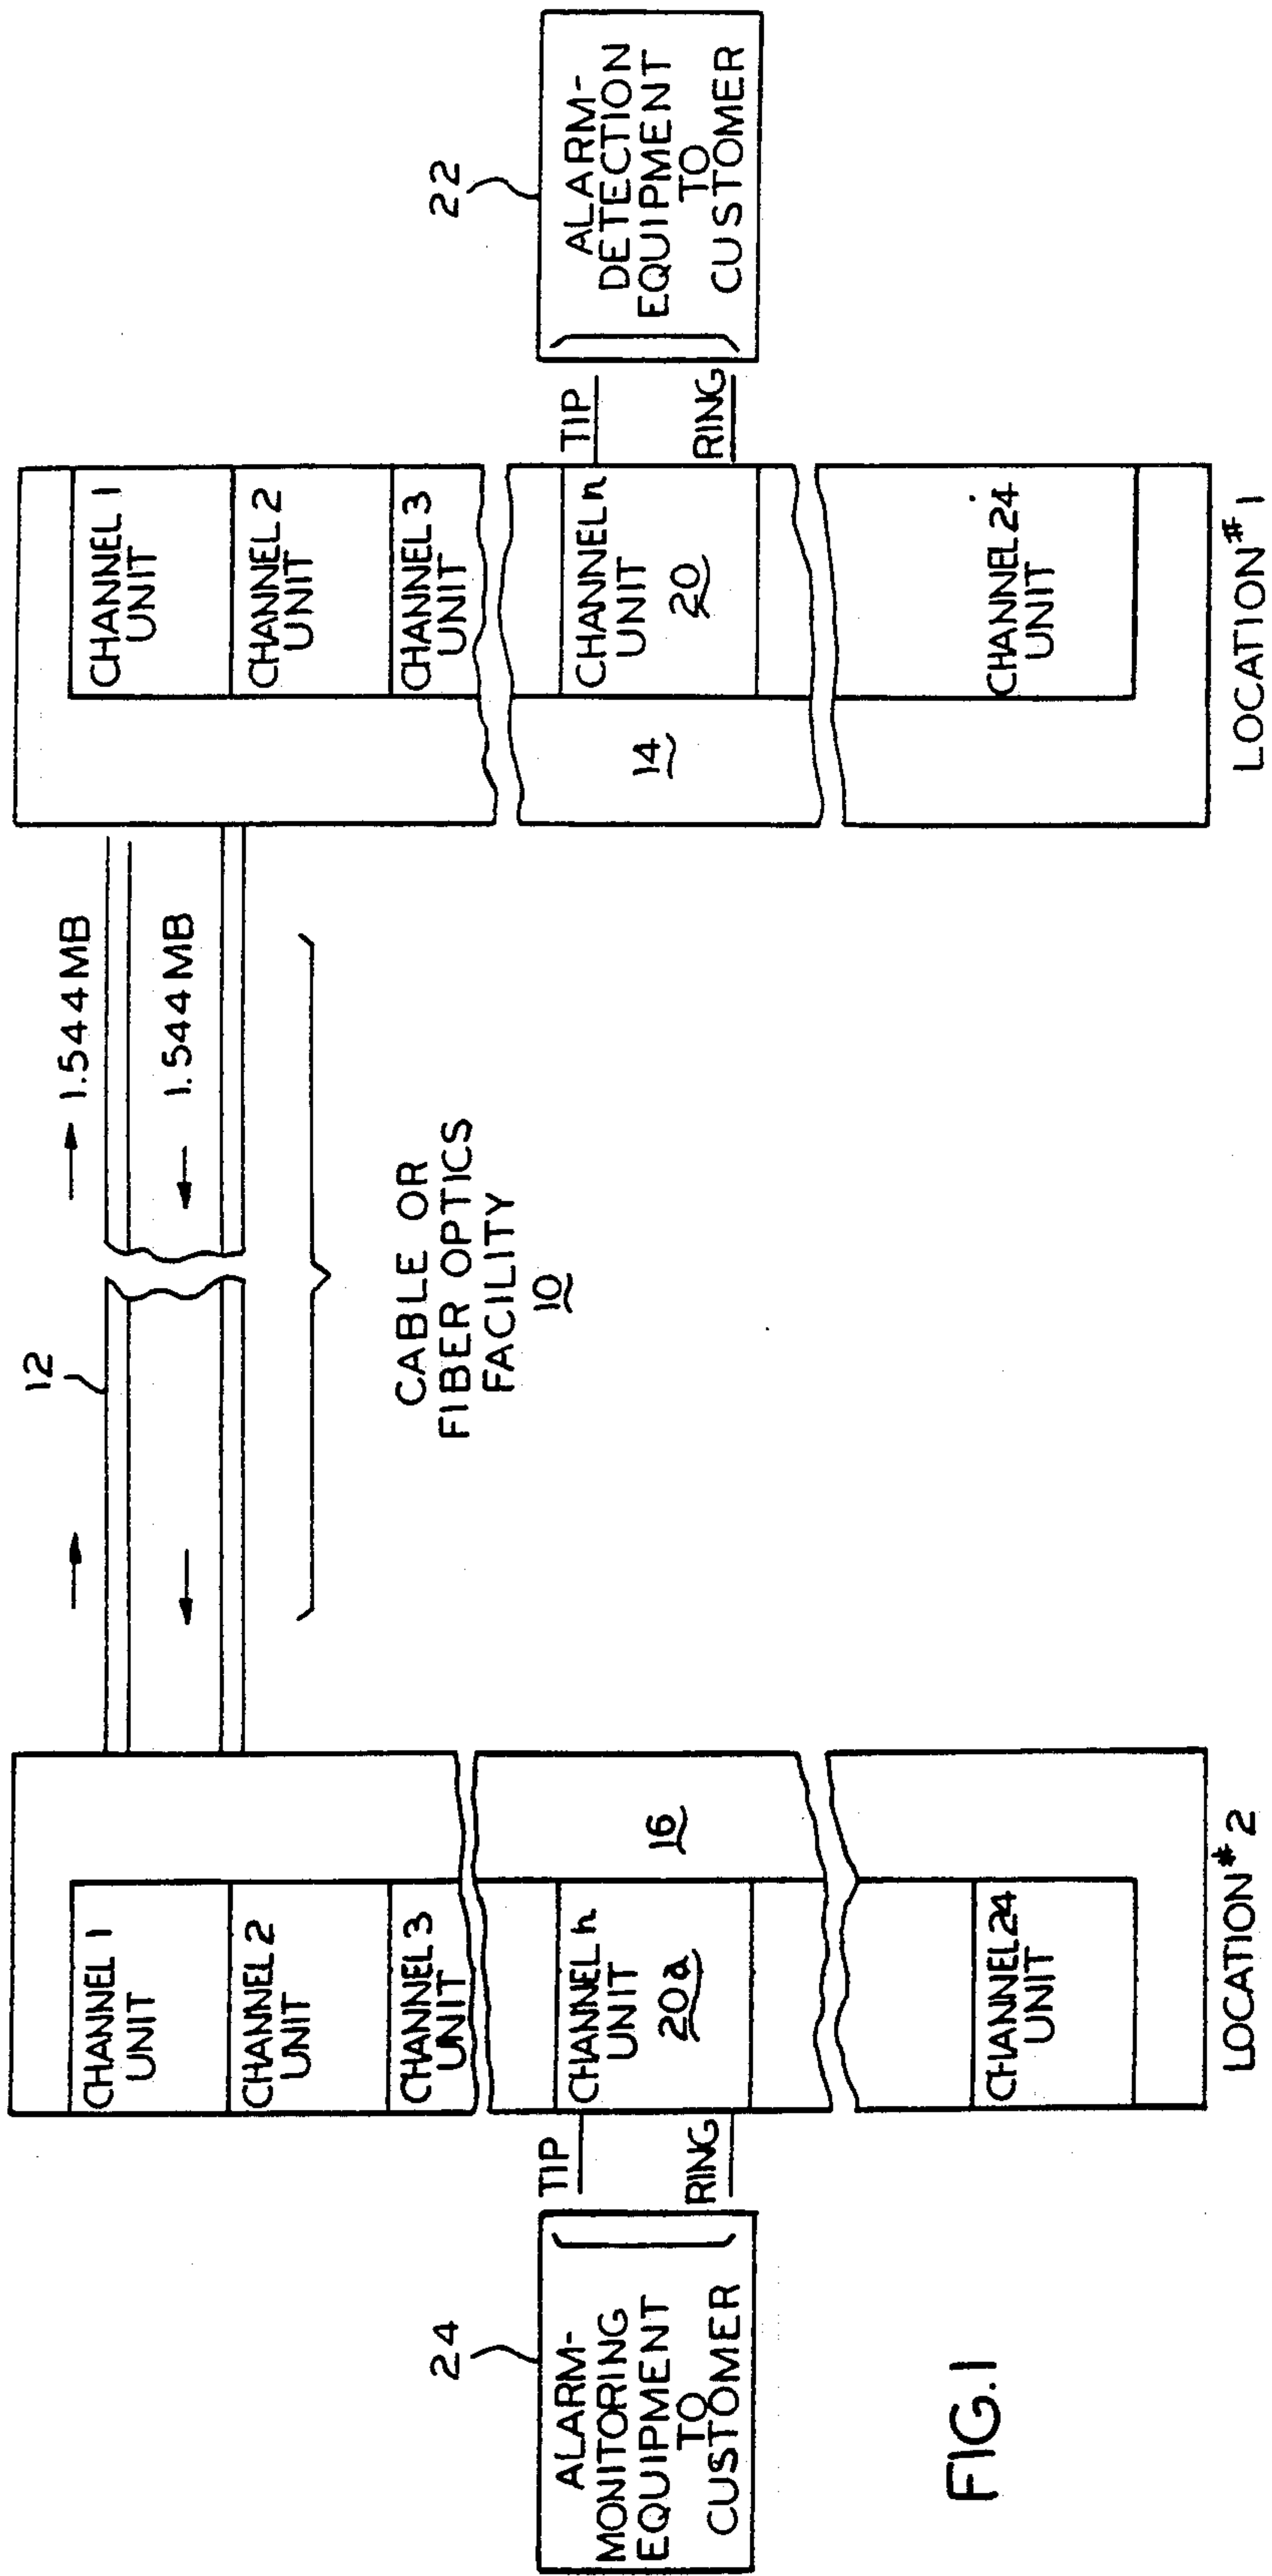 12
1.544 MB
1.544 MB
CABLE OR
FIBER OPTICS
FACILITY
10
CHANNEL 1
UNIT
CHANNEL 2
UNIT
CHANNEL 3
UNIT
CHANNEL n
UNIT
20a
CHANNEL 24
UNIT
16
LOCATION #2
TIP
RING
24
ALARM-
MONITORING
EQUIPMENT
TO
CUSTOMER
CHANNEL 1
UNIT
CHANNEL 2
UNIT
CHANNEL 3
UNIT
CHANNEL n
UNIT
20
CHANNEL 24
UNIT
14
LOCATION #1
TIP
RING
22
ALARM-
DETECTION
EQUIPMENT
TO
CUSTOMER
FIG. 1